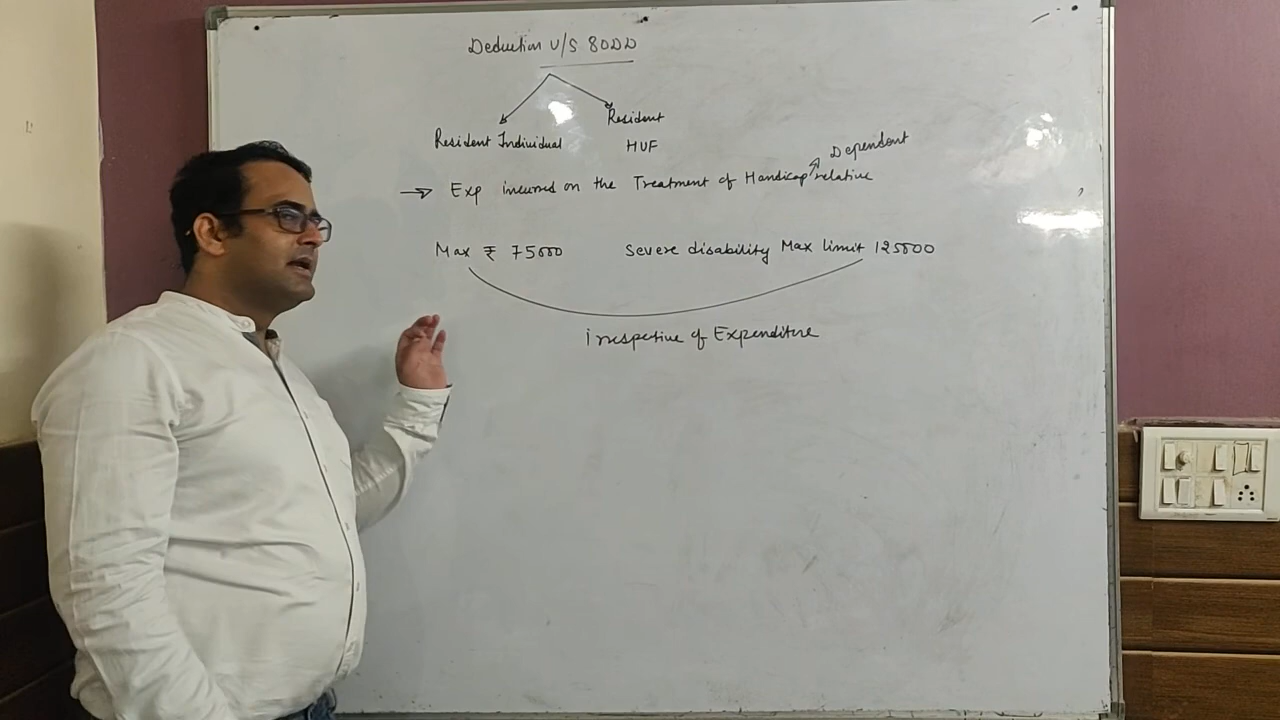 Deduction U/S 80DD
Resident Individual
Resident
HUF
Dependent
Exp incurred on the Treatment of Handicap relative
Max ₹ 75000 Severe disability Max limit 125000
Irrespective of Expenditure